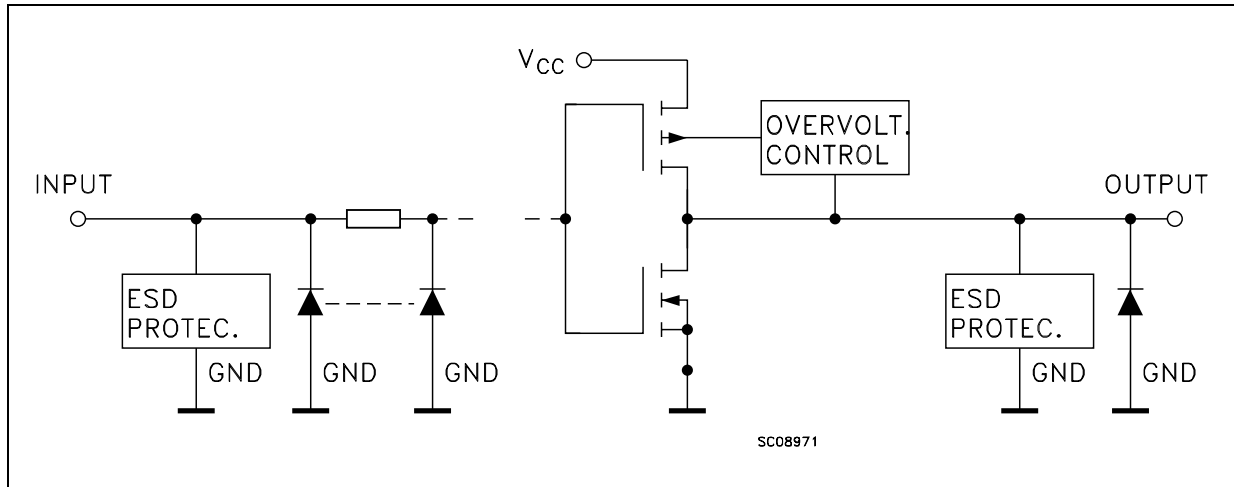 VCC
OVERVOLT.
CONTROL
INPUT
OUTPUT
ESD
PROTEC.
ESD
PROTEC.
GND
GND
GND
GND
GND
SC08971